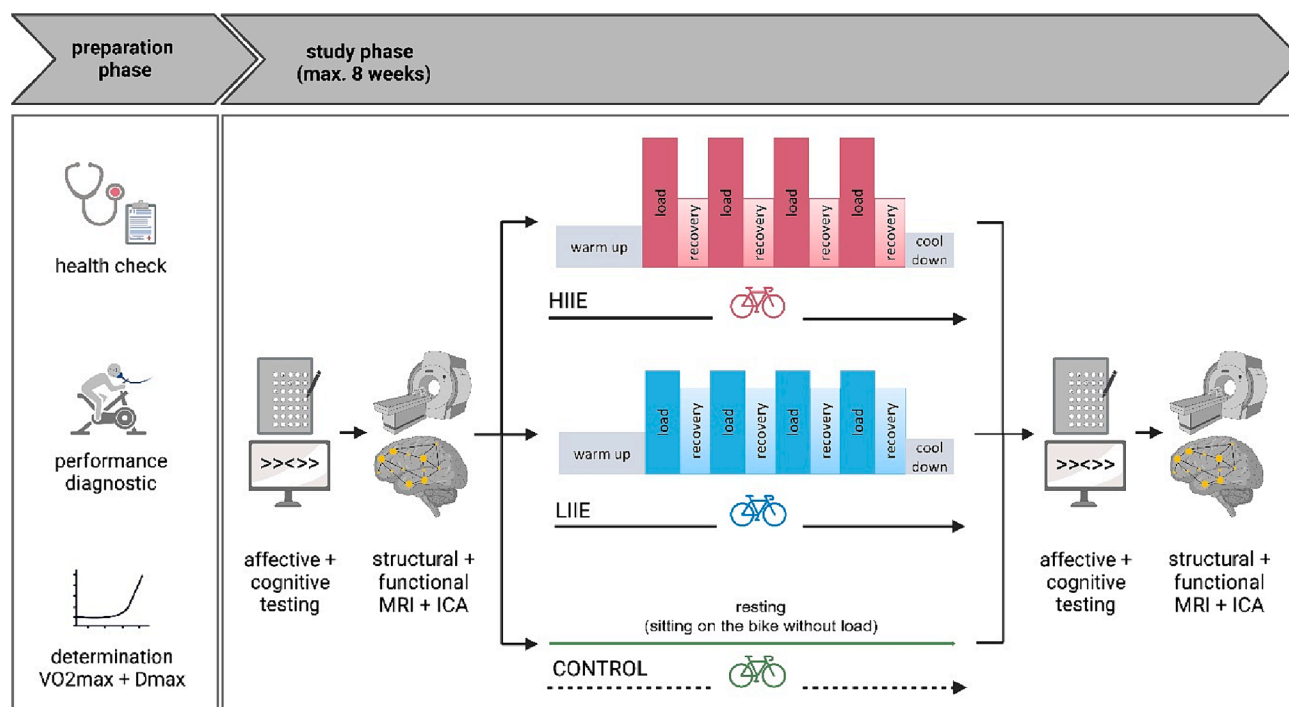 preparation
phase
study phase
(max. 8 weeks)
health check
performance
diagnostic
determination
VO2max + Dmax
>><>>
affective +
cognitive
testing
structural +
functional
MRI + ICA
warm up
load
recovery
load
recovery
load
recovery
load
recovery
cool
down
HIIE
warm up
load
recovery
load
recovery
load
recovery
load
recovery
cool
down
LIIE
resting
(sitting on the bike without load)
CONTROL
>><>>
affective +
cognitive
testing
structural +
functional
MRI + ICA